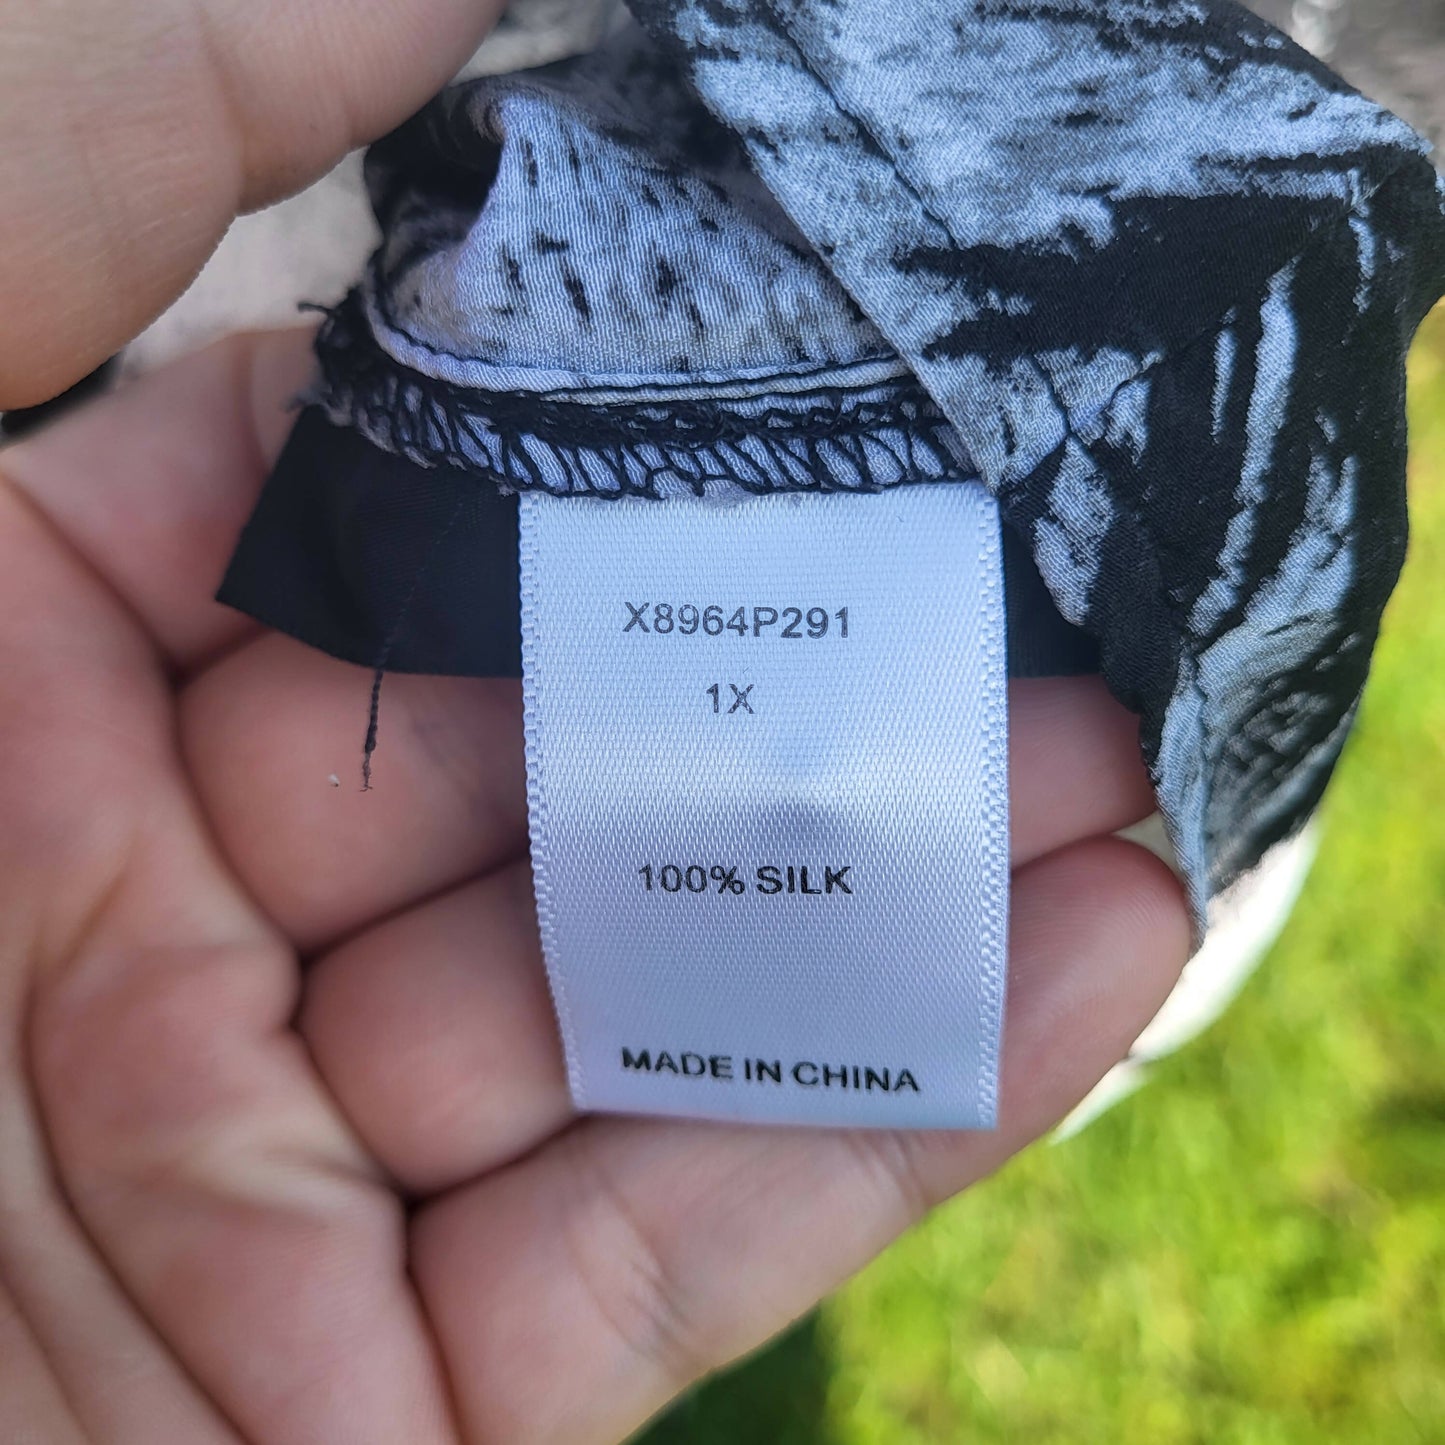 X8964P291
1X
100% SILK
MADE IN CHINA